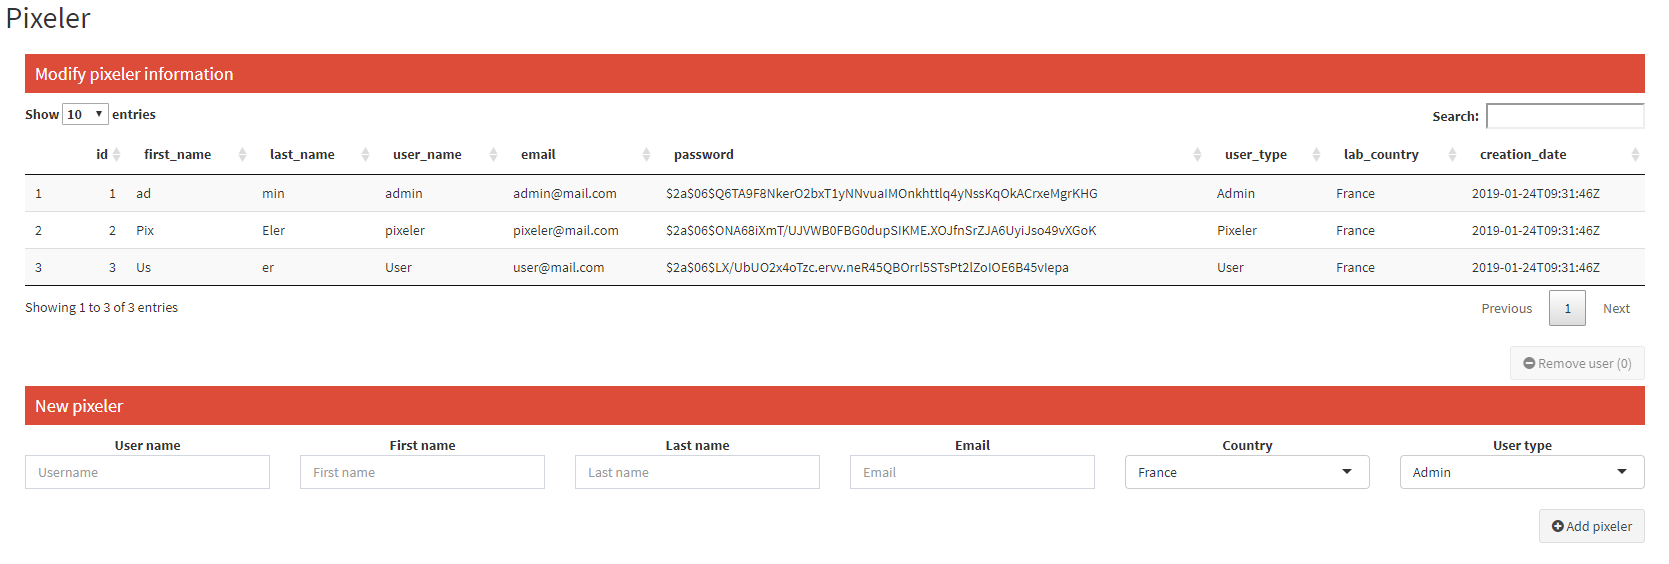 Pixeler
Modify pixeler information
Show 10 entries
Search:
id first_name last_name user_name email password user_type lab_country creation_date
1 1 ad min admin admin@mail.com $2a$06$Q6TA9F8NkerO2bxT1yNNvuaIMOnkhttlq4yNssKqOkACrxeMgrKHG Admin France 2019-01-24T09:31:46Z
2 2 Pix Eler pixeler pixeler@mail.com $2a$06$ONA68iXmT/UJVWB0FBG0dupSIKME.XOJfnSrZJA6UyiJso49vXGoK Pixeler France 2019-01-24T09:31:46Z
3 3 Us er User user@mail.com $2a$06$LX/UbUO2x4oTzc.ervv.neR45QBOrrl5STsPt2lZoIOE6B45vIepa User France 2019-01-24T09:31:46Z
Showing 1 to 3 of 3 entries
Previous 1 Next
Remove user (0)
New pixeler
User name First name Last name Email Country User type
Username First name Last name Email France Admin
Add pixeler